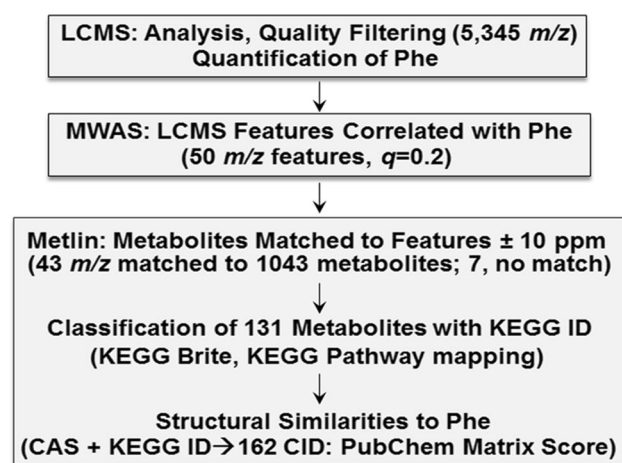 LCMS: Analysis, Quality Filtering (5,345 m/z)
Quantification of Phe
MWAS: LCMS Features Correlated with Phe
(50 m/z features, q=0.2)
Metlin: Metabolites Matched to Features ± 10 ppm
(43 m/z matched to 1043 metabolites; 7, no match)
Classification of 131 Metabolites with KEGG ID
(KEGG Brite, KEGG Pathway mapping)
Structural Similarities to Phe
(CAS + KEGG ID→162 CID: PubChem Matrix Score)